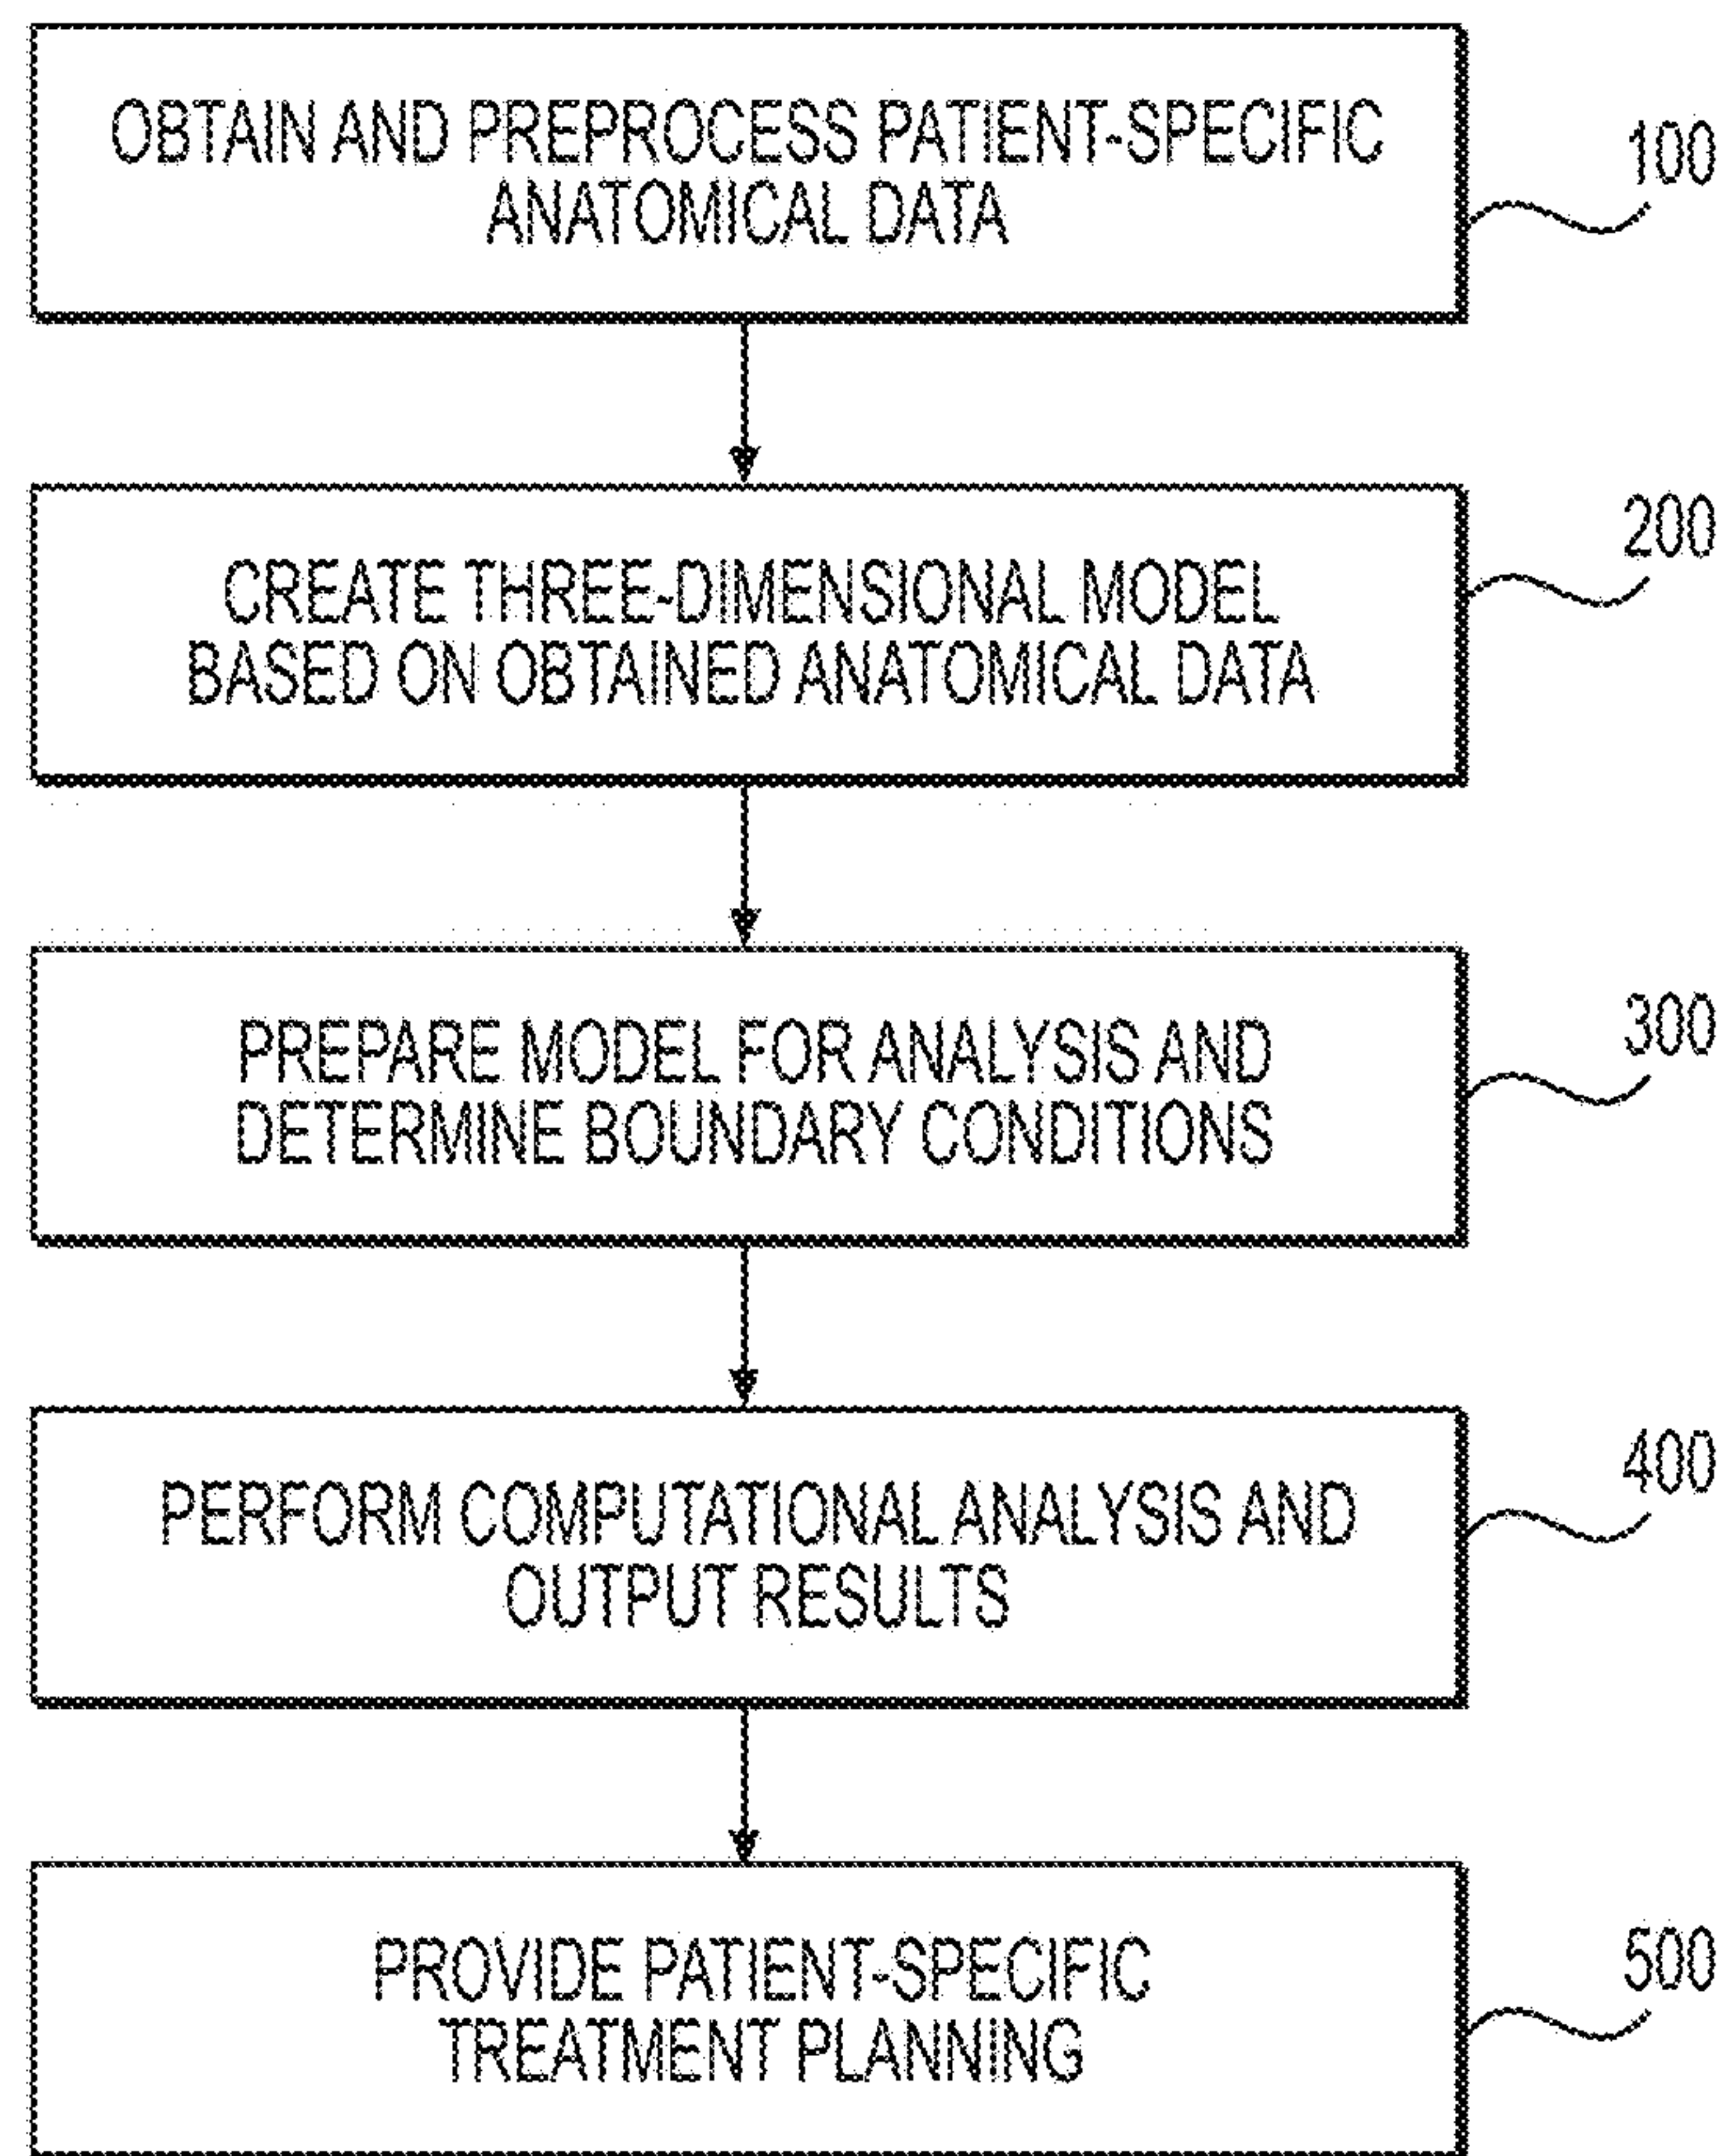 OBTAIN AND PREPROCESS PATIENT-SPECIFIC
ANATOMICAL DATA
100
CREATE THREE-DIMENSIONAL MODEL
BASED ON OBTAINED ANATOMICAL DATA
200
PREPARE MODEL FOR ANALYSIS AND
DETERMINE BOUNDARY CONDITIONS
300
PERFORM COMPUTATIONAL ANALYSIS AND
OUTPUT RESULTS
400
PROVIDE PATIENT-SPECIFIC
TREATMENT PLANNING
500